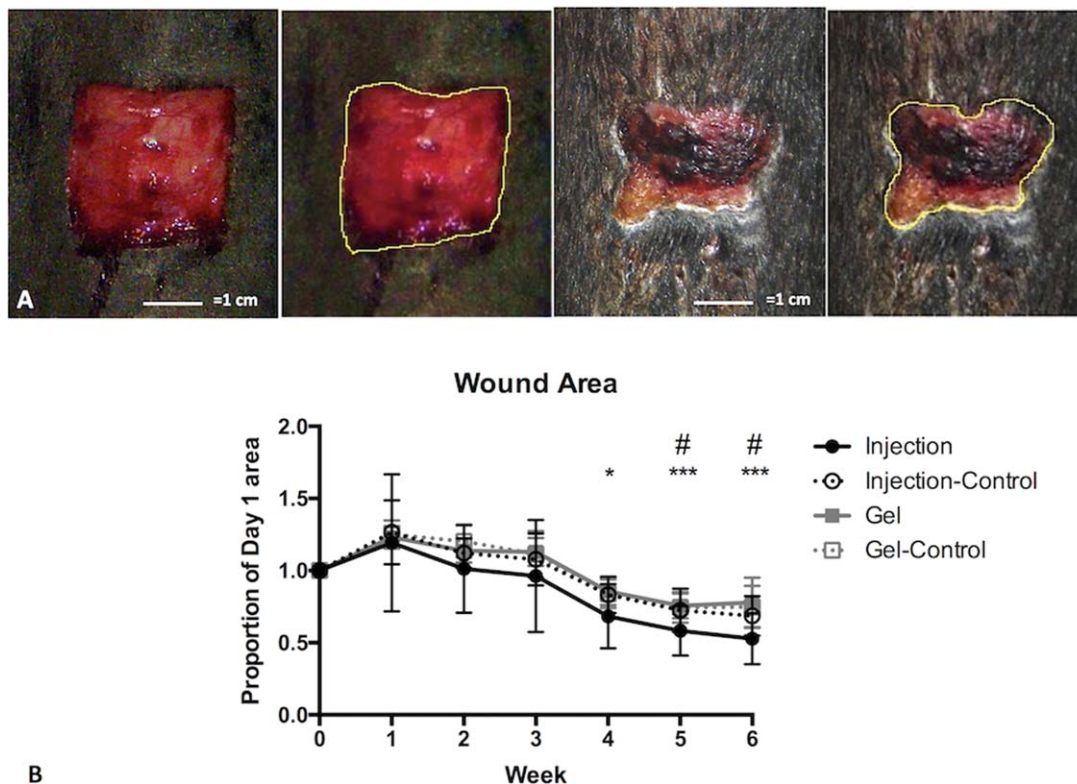 A
=1 cm
=1 cm
Wound Area
Proportion of Day 1 area
2.0
1.5
1.0
0.5
0.0
# #
* *** ***
0 1 2 3 4 5 6
Week
Injection
Injection-Control
Gel
Gel-Control
B